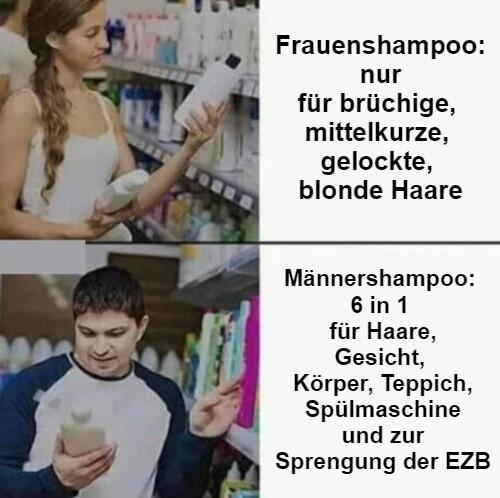 Frauenshampoo:
nur
für brüchige,
mittelkurze,
gelockte,
blonde Haare
Männershampoo:
6 in 1
für Haare,
Gesicht,
Körper, Teppich,
Spülmaschine
und zur
Sprengung der EZB